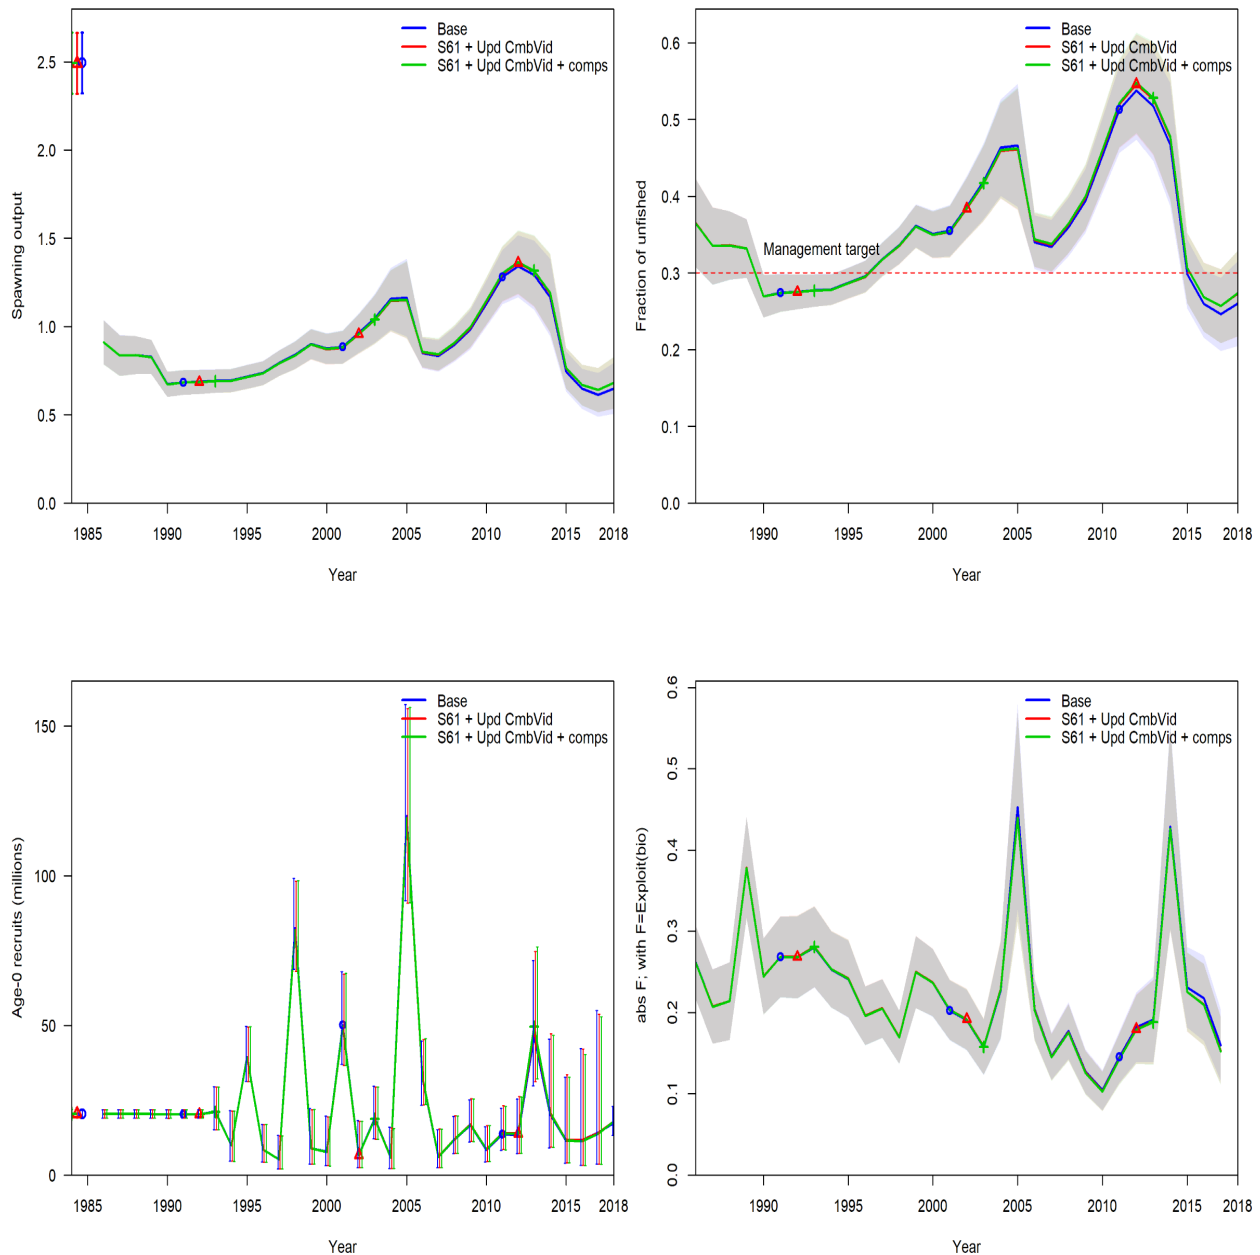 Base
S61 + Upd CmbVid
S61 + Upd CmbVid + comps
Spawning output
2.5
2.0
1.5
1.0
0.5
0.0
1985 1990 1995 2000 2005 2010 2015 2018
Year
Base
S61 + Upd CmbVid
S61 + Upd CmbVid + comps
Management target
Fraction of unfished
0.6
0.5
0.4
0.3
0.2
0.1
0.0
1990 1995 2000 2005 2010 2015 2018
Year
Base
S61 + Upd CmbVid
S61 + Upd CmbVid + comps
Age-0 recruits (millions)
150
100
50
0
1985 1990 1995 2000 2005 2010 2015 2018
Year
Base
S61 + Upd CmbVid
S61 + Upd CmbVid + comps
abs F; with F=Exploit(bio)
0.6
0.5
0.4
0.3
0.2
0.1
0.0
1990 1995 2000 2005 2010 2015 2018
Year